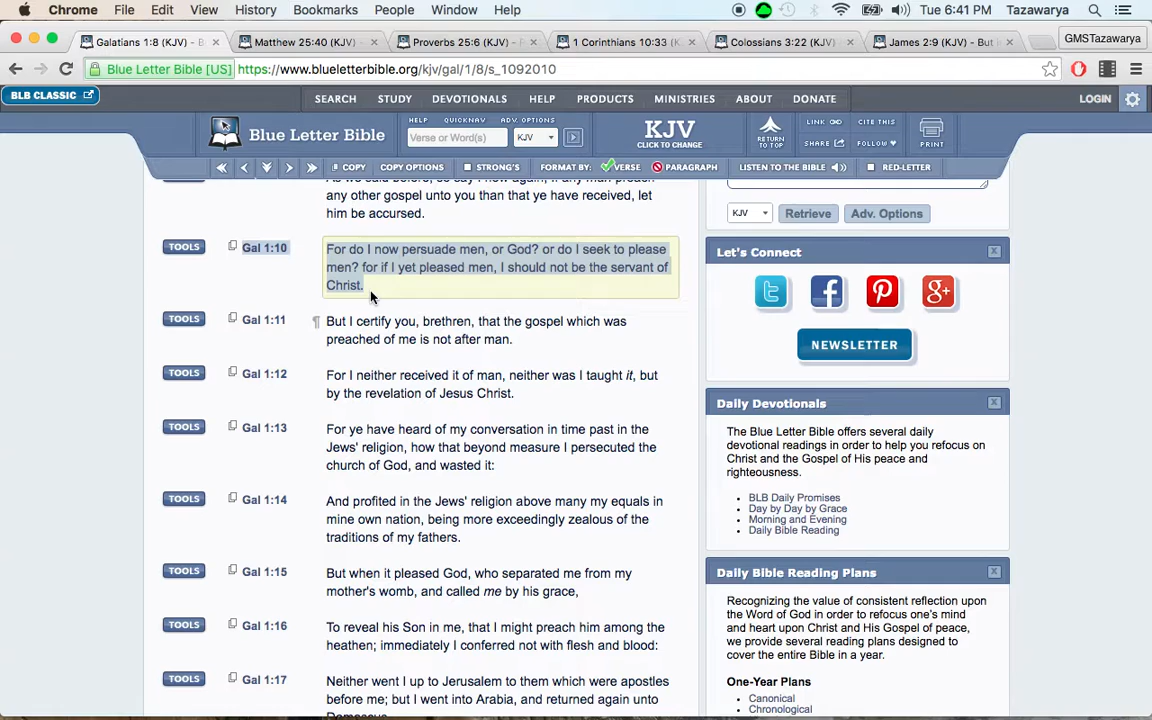 Chrome File Edit View History Bookmarks People Window Help Tue 6:41 PM Tazawarya
Galatians 1:8 (KJV) - B Matthew 25:40 (KJV) - Proverbs 25:6 (KJV) - P 1 Corinthians 10:33 (KJV) Colossians 3:22 (KJV) - James 2:9 (KJV) - But i GMSTazawarya
Blue Letter Bible [US] https://www.blueletterbible.org/kjv/gal/1/8/s_1092010
BLB CLASSIC SEARCH STUDY DEVOTIONALS HELP PRODUCTS MINISTRIES ABOUT DONATE LOGIN
HELP QUICKNAV ADV. OPTIONS
Blue Letter Bible Verse or Word(s) KJV
KJV
CLICK TO CHANGE
RETURN
TO TOP
LINK CITE THIS
SHARE FOLLOW
PRINT
COPY COPY OPTIONS STRONG'S FORMAT BY: VERSE PARAGRAPH LISTEN TO THE BIBLE RED-LETTER
As we said before, so say I now again, if any man preach
any other gospel unto you than that ye have received, let
him be accursed.
TOOLS Gal 1:10 For do I now persuade men, or God? or do I seek to please
men? for if I yet pleased men, I should not be the servant of
Christ.
TOOLS Gal 1:11 ¶ But I certify you, brethren, that the gospel which was
preached of me is not after man.
TOOLS Gal 1:12 For I neither received it of man, neither was I taught it, but
by the revelation of Jesus Christ.
TOOLS Gal 1:13 For ye have heard of my conversation in time past in the
Jews' religion, how that beyond measure I persecuted the
church of God, and wasted it:
TOOLS Gal 1:14 And profited in the Jews' religion above many my equals in
mine own nation, being more exceedingly zealous of the
traditions of my fathers.
TOOLS Gal 1:15 But when it pleased God, who separated me from my
mother's womb, and called me by his grace,
TOOLS Gal 1:16 To reveal his Son in me, that I might preach him among the
heathen; immediately I conferred not with flesh and blood:
TOOLS Gal 1:17 Neither went I up to Jerusalem to them which were apostles
before me; but I went into Arabia, and returned again unto
Damascus.
KJV Retrieve Adv. Options
Let's Connect
NEWSLETTER
Daily Devotionals
The Blue Letter Bible offers several daily
devotional readings in order to help you refocus on
Christ and the Gospel of His peace and
righteousness.
BLB Daily Promises
Day by Day by Grace
Morning and Evening
Daily Bible Reading
Daily Bible Reading Plans
Recognizing the value of consistent reflection upon
the Word of God in order to refocus one's mind
and heart upon Christ and His Gospel of peace,
we provide several reading plans designed to
cover the entire Bible in a year.
One-Year Plans
Canonical
Chronological